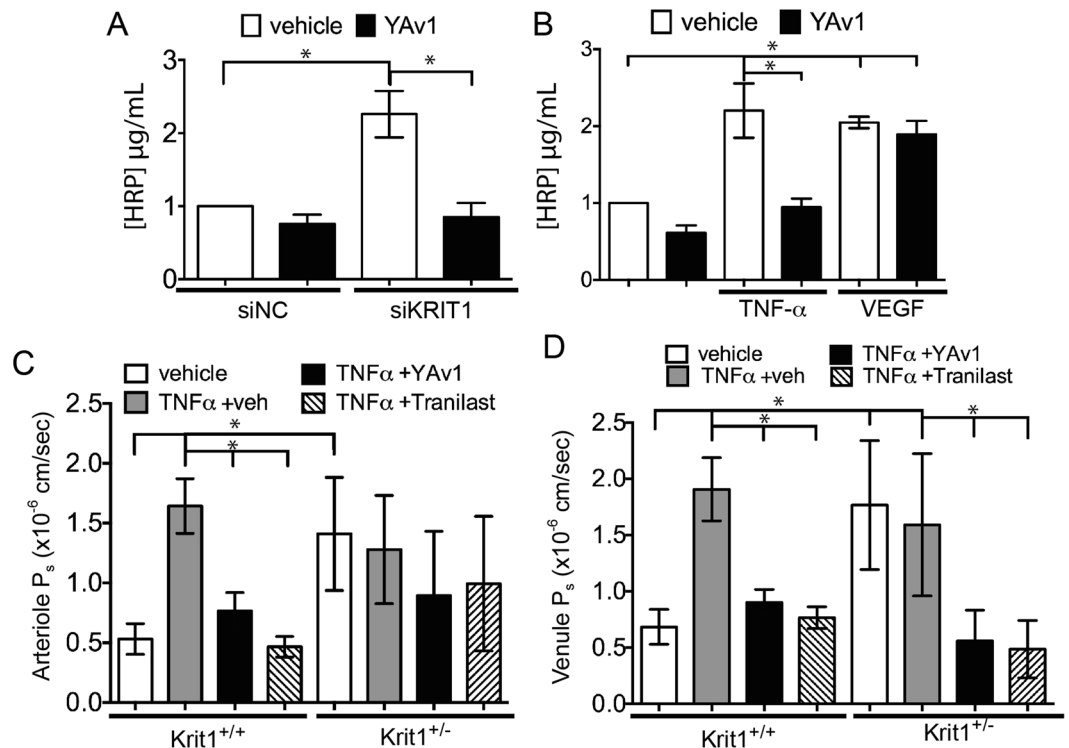 A
vehicle YAv1
[HRP] µg/mL
3
2
1
0
* *
siNC siKRIT1
B
vehicle YAv1
[HRP] µg/mL
3
2
1
0
*
*
TNF-α VEGF
C
vehicle TNFα +YAv1
TNFα +veh TNFα +Tranilast
Arteriole Ps (x10-6 cm/sec)
2.5
2.0
1.5
1.0
0.5
0.0
*
*
Krit1+/+ Krit1+/-
D
vehicle TNFα +YAv1
TNFα +veh TNFα +Tranilast
Venule Ps (x10-6 cm/sec)
2.5
2.0
1.5
1.0
0.5
0.0
*
* *
Krit1+/+ Krit1+/-